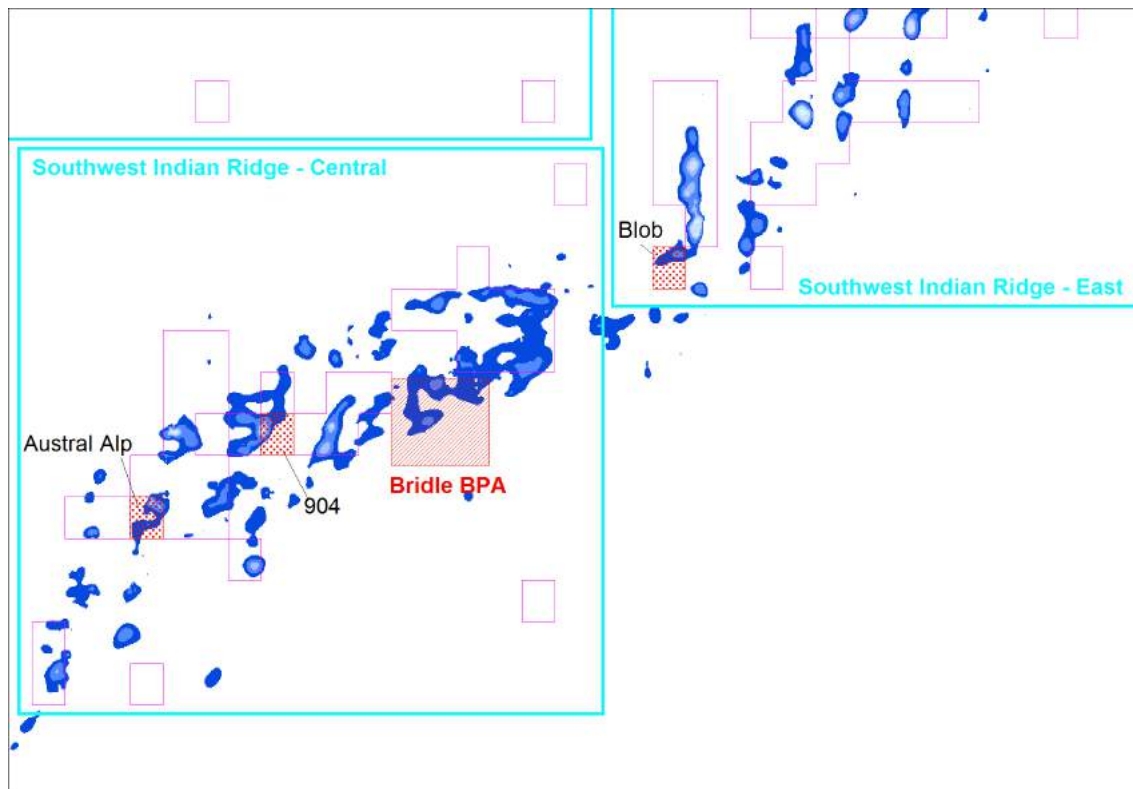 Southwest Indian Ridge - Central
Blob
Southwest Indian Ridge - East
Austral Alp
904
Bridle BPA